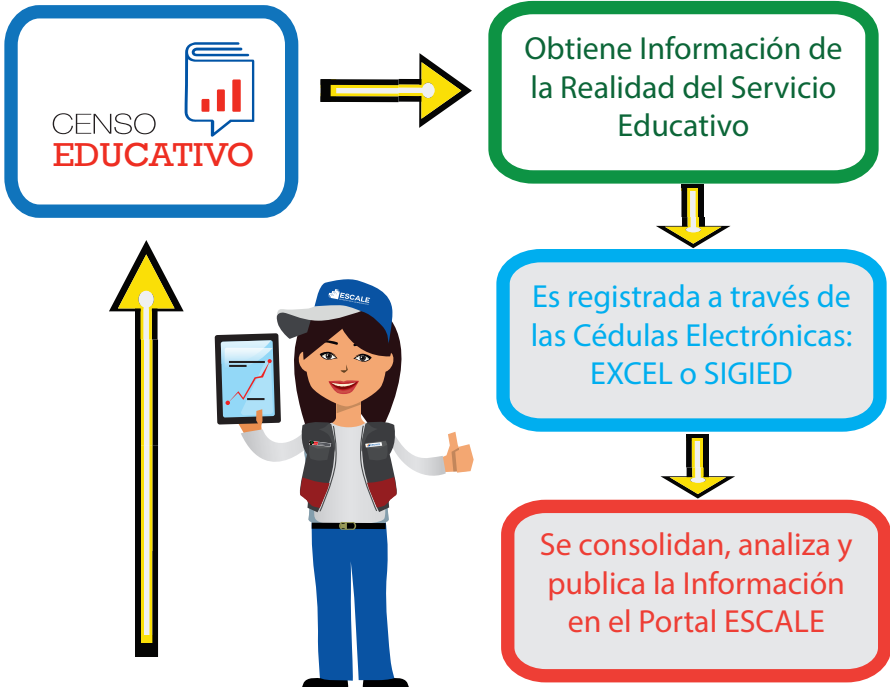 CENSO
EDUCATIVO
Obtiene Información de
la Realidad del Servicio
Educativo
Es registrada a través de
las Cédulas Electrónicas:
EXCEL o SIGIED
ESCALE
Se consolidan, analiza y
publica la Información
en el Portal ESCALE